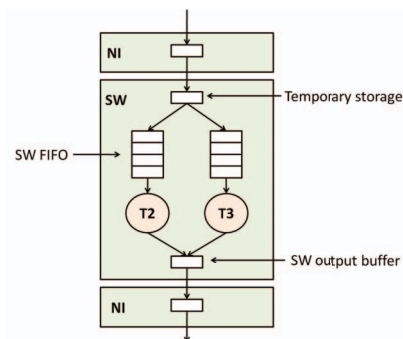 NI
SW
Temporary storage
SW FIFO
T2
T3
SW output buffer
NI